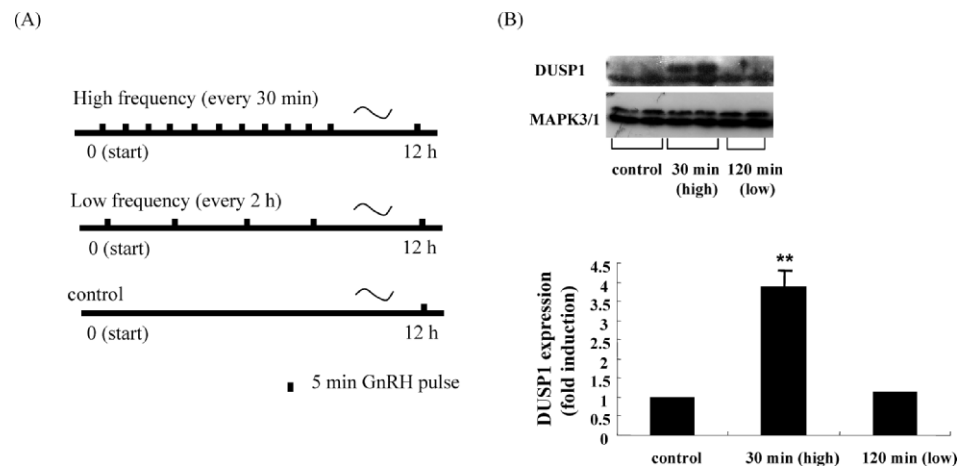 (A)
High frequency (every 30 min)
0 (start) 12 h
Low frequency (every 2 h)
0 (start) 12 h
control
0 (start) 12 h
5 min GnRH pulse
(B)
DUSP1
MAPK3/1
control 30 min 120 min
(high) (low)
DUSP1 expression
(fold induction)
4.5
4
3.5
3
2.5
2
1.5
1
0.5
0
**
control 30 min (high) 120 min (low)